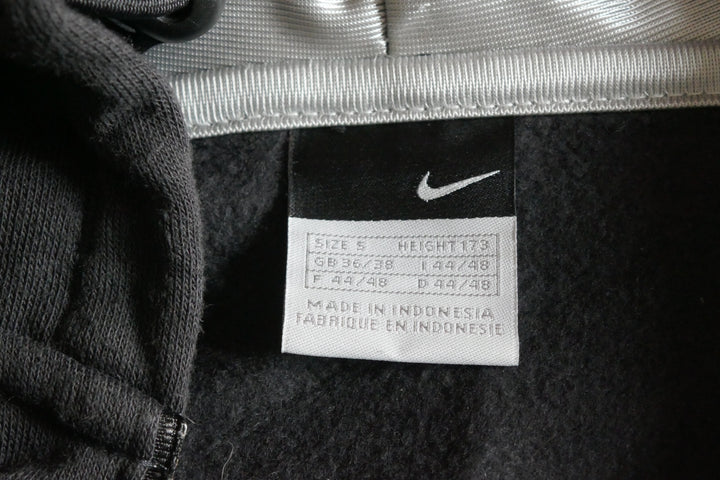 SIZE S HEIGHT 173
GB 36/38 I 44/48
F 44/48 D 44/48
MADE IN INDONESIA
FABRIQUE EN INDONESIE